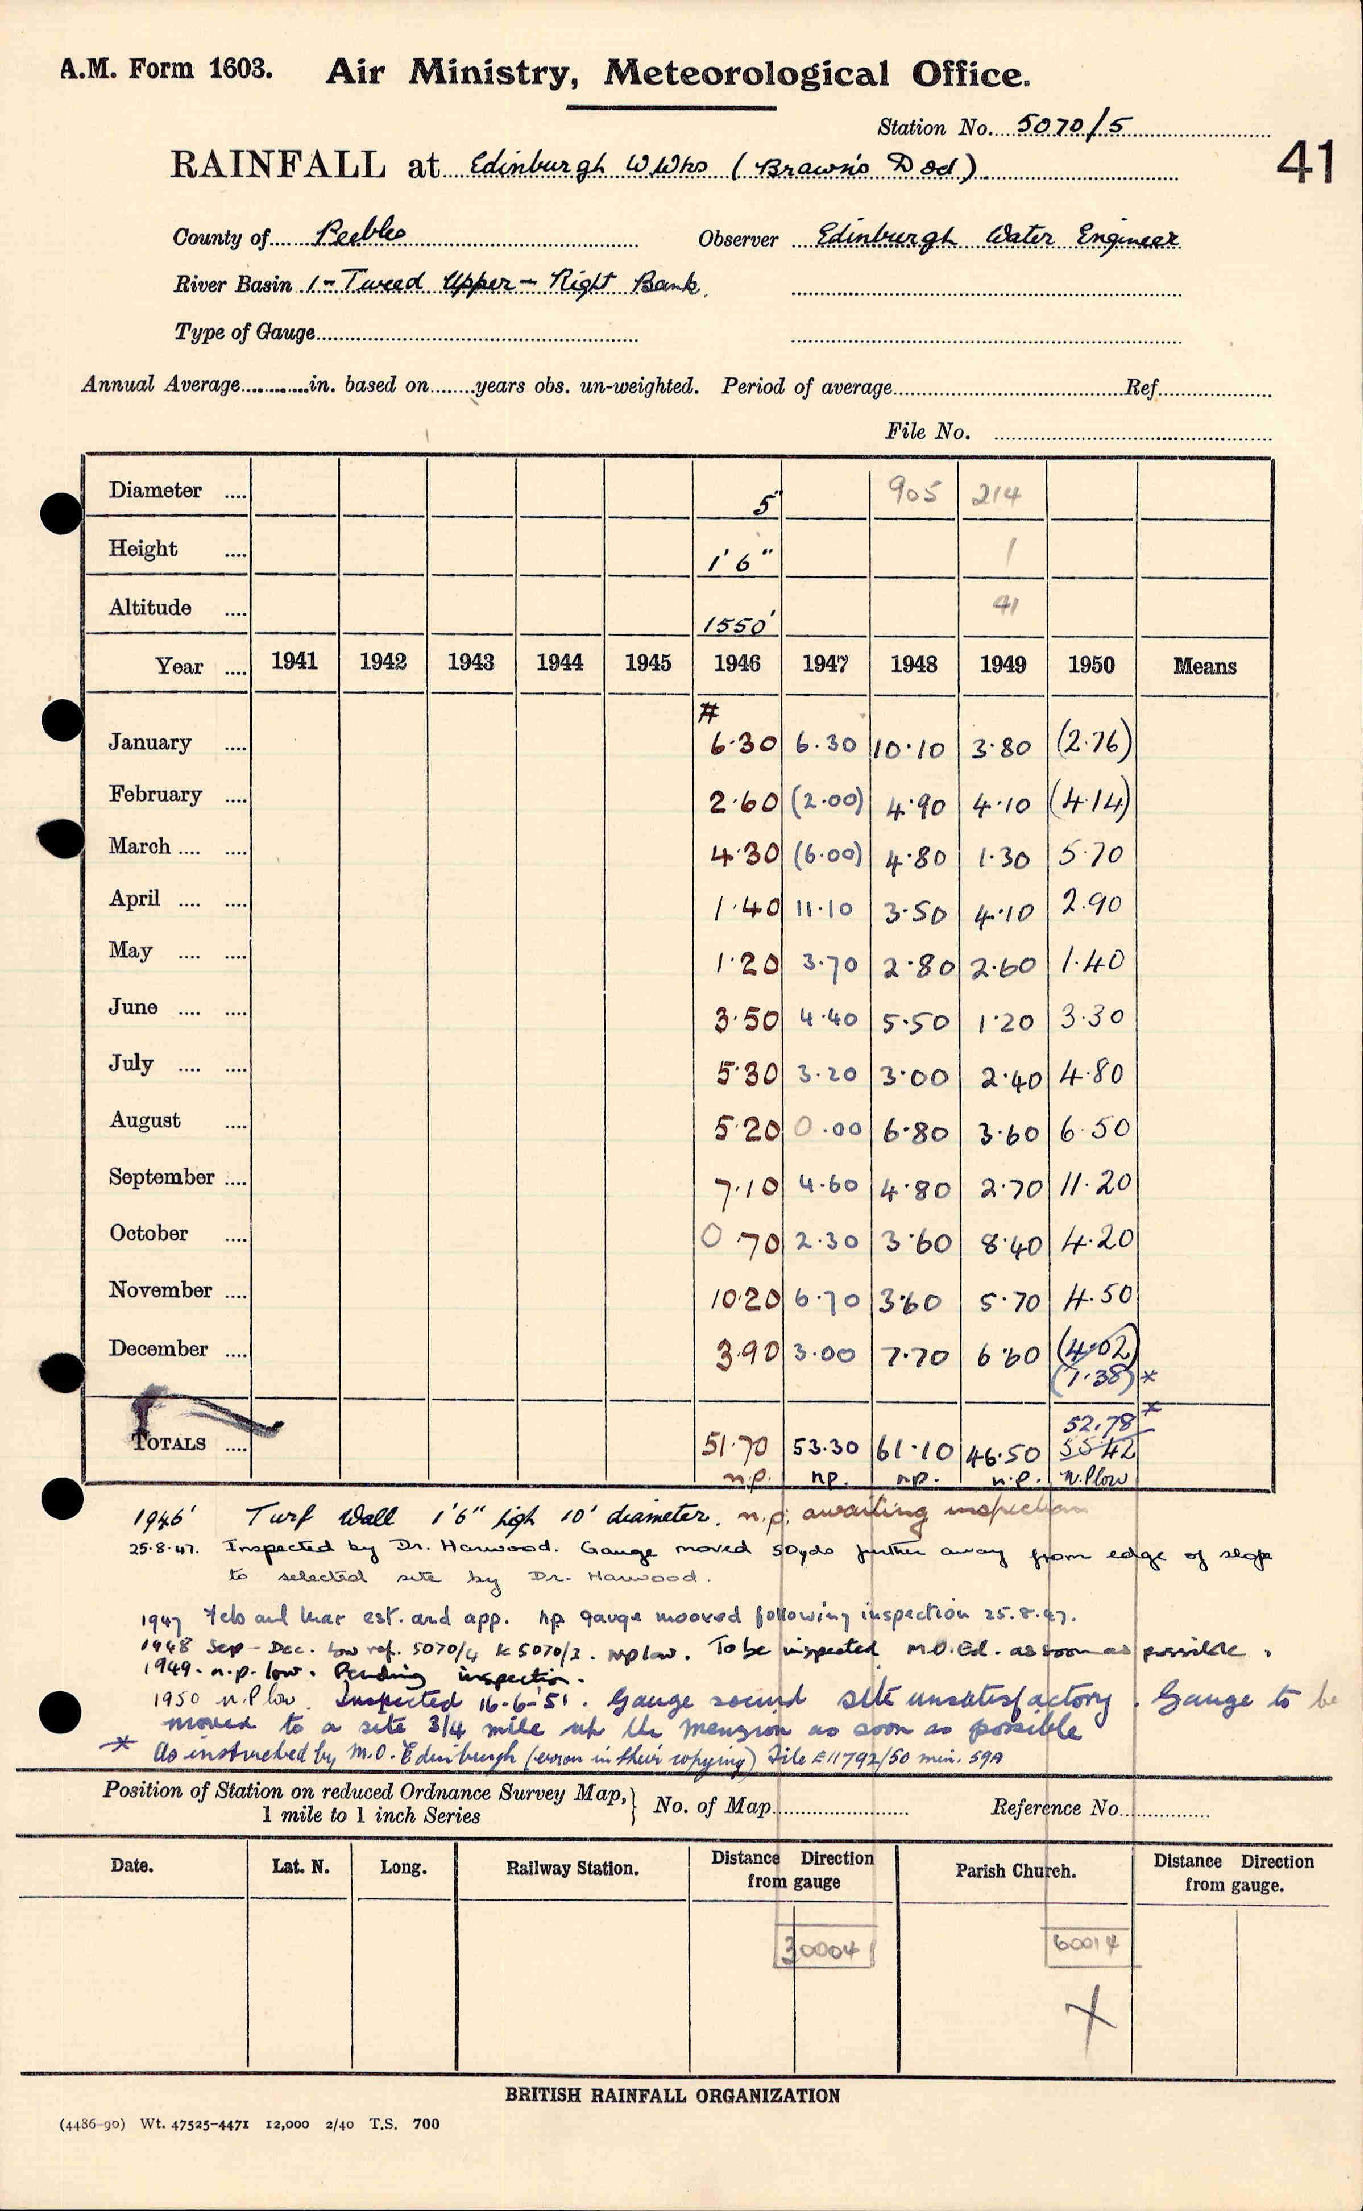 A.M. Form 1603. Air Ministry, Meteorological Office.
Station No. 5070/5
41
RAINFALL at Edinburgh W Wks (Brawn's Dod)
County of Peebles Observer Edinburgh Water Engineer
River Basin 1 - Tweed Upper - Right Bank.
Type of Gauge
Annual Average in. based on years obs. un-weighted. Period of average Ref.
File No.
Diameter 5" 905 214
Height 1' 6" 1
Altitude 1550' 41
Year 1941 1942 1943 1944 1945 1946 1947 1948 1949 1950 Means
#
January 6.30 6.30 10.10 3.80 (2.76)
February 2.60 (2.00) 4.90 4.10 (4.14)
March 4.30 (6.00) 4.80 1.30 5.70
April 1.40 11.10 3.50 4.10 2.90
May 1.20 3.70 2.80 2.60 1.40
June 3.50 4.40 5.50 1.20 3.30
July 5.30 3.20 3.00 2.40 4.80
August 5.20 0.00 6.80 3.60 6.50
September 7.10 4.60 4.80 2.70 11.20
October 0 70 2.30 3.60 8.40 4.20
November 10.20 6.70 3.60 5.70 4.50
December 3.90 3.00 7.70 6.60 (4.02)
(1.38) *
52.78 *
TOTALS 51.70 53.30 61.10 46.50 55.42
n.p. np. np. n.p. N.P low
1946 Turf Wall 1'6" high 10' diameter. n.p. awaiting inspection
25.8.47. Inspected by Dr. Harwood. Gauge moved 50yds further away from edge of slope
to selected site by Dr. Harwood.
1947 Feb and Mar est. and app. np gauge mooved following inspection 25.8.47.
1948 Sep - Dec. low ref. 5070/4 & 5070/3. np low. To be inspected M.O.Ed. as soon as possible.
1949. n.p. low. Pending inspection.
1950 N.P low. Inspected 16-6-'51. Gauge sound site unsatisfactory. Gauge to be
moved to a site 3/4 mile up the Menzion as soon as possible
* As instructed by M.O. Edinburgh (error in their copying) File E11792/50 min. 59A
Position of Station on reduced Ordnance Survey Map, 1 mile to 1 inch Series } No. of Map Reference No.
Date. Lat. N. Long. Railway Station. Distance Direction from gauge Parish Church. Distance Direction from gauge.
30004 60014
X
BRITISH RAINFALL ORGANIZATION
(4486-90) Wt. 47525-4471 12,000 2/40 T.S. 700